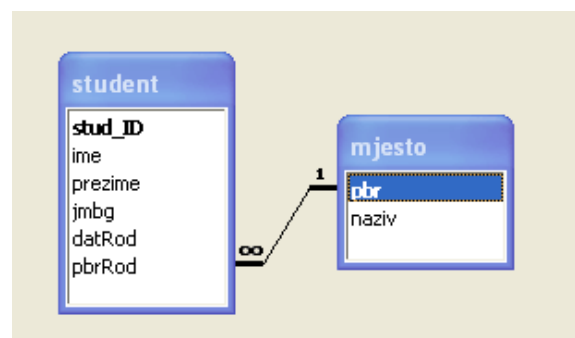 student
stud_ID
ime
prezime
jmbg
datRod
pbrRod
∞
1
mjesto
pbr
naziv